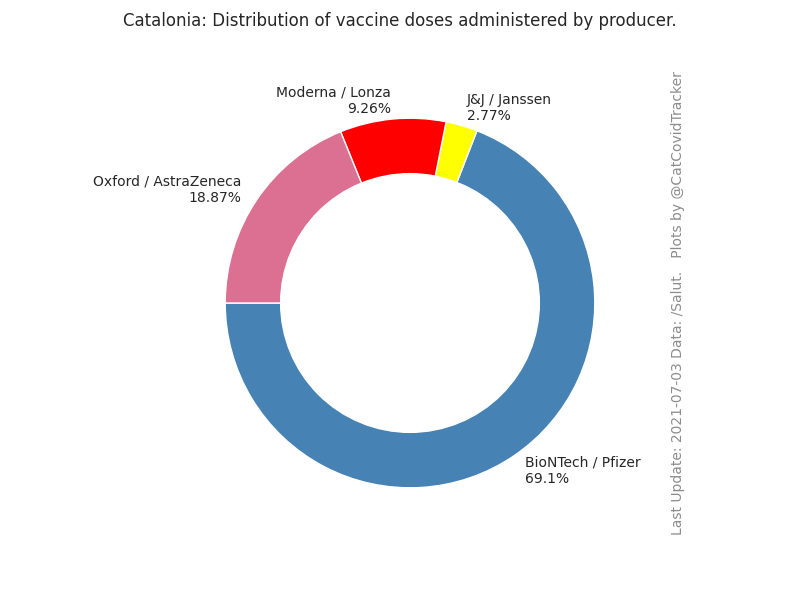 Catalonia: Distribution of vaccine doses administered by producer.
Moderna / Lonza
9.26%
J&J / Janssen
2.77%
Oxford / AstraZeneca
18.87%
BioNTech / Pfizer
69.1%
Last Update: 2021-07-03 Data: /Salut.   Plots by @CatCovidTracker